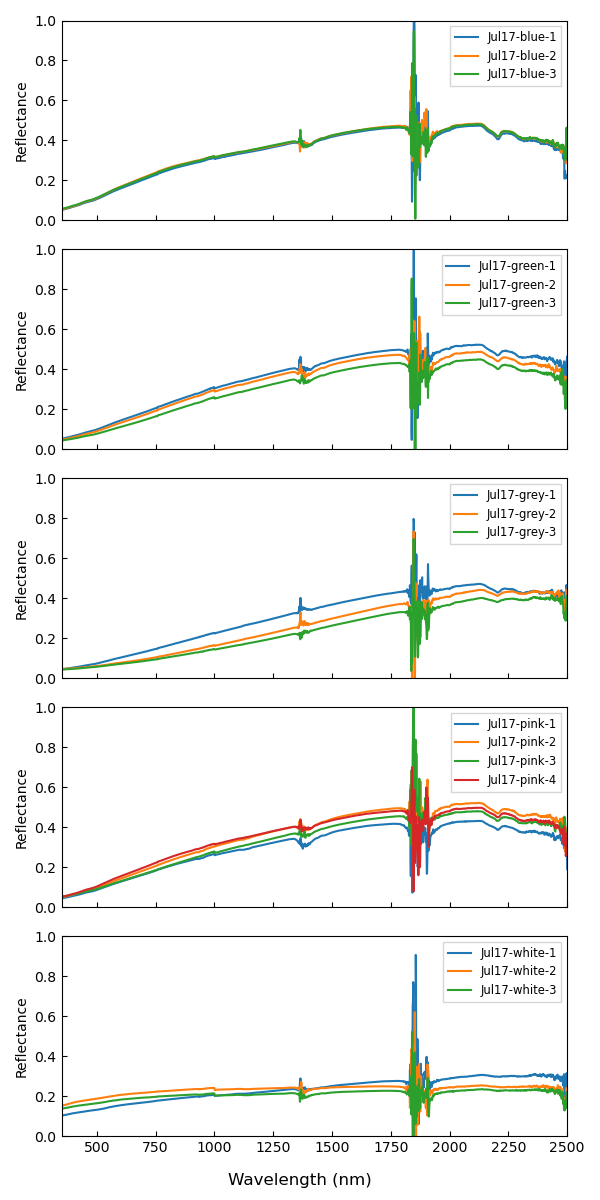 1.0
0.8
0.6
0.4
0.2
0.0
Reflectance
Jul17-blue-1
Jul17-blue-2
Jul17-blue-3
1.0
0.8
0.6
0.4
0.2
0.0
Reflectance
Jul17-green-1
Jul17-green-2
Jul17-green-3
1.0
0.8
0.6
0.4
0.2
0.0
Reflectance
Jul17-grey-1
Jul17-grey-2
Jul17-grey-3
1.0
0.8
0.6
0.4
0.2
0.0
Reflectance
Jul17-pink-1
Jul17-pink-2
Jul17-pink-3
Jul17-pink-4
1.0
0.8
0.6
0.4
0.2
0.0
Reflectance
Jul17-white-1
Jul17-white-2
Jul17-white-3
500 750 1000 1250 1500 1750 2000 2250 2500
Wavelength (nm)